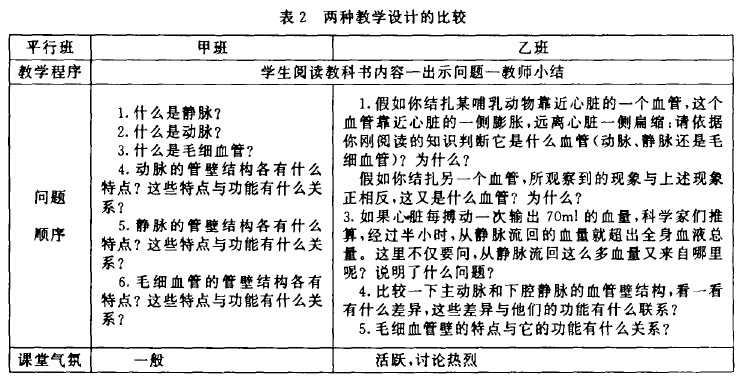 表2 两种教学设计的比较
平行班 甲班 乙班
教学程序 学生阅读教科书内容—出示问题—教师小结
问题
顺序
1.什么是静脉？
2.什么是动脉？
3.什么是毛细血管？
4.动脉的管壁结构各有什么
特点？这些特点与功能有什么关
系？
5.静脉的管壁结构各有什么
特点？这些特点与功能有什么关
系？
6.毛细血管的管壁结构各有
特点？这些特点与功能有什么关
系？
1.假如你结扎某哺乳动物靠近心脏的一个血管，这个
血管靠近心脏的一侧膨胀，远离心脏一侧扁缩；请依据
你刚阅读的知识判断它是什么血管(动脉、静脉还是毛
细血管)？为什么？
假如你结扎另一个血管，所观察到的现象与上述现象
正相反，这又是什么血管？为什么？
3.如果心脏每搏动一次输出70ml的血量，科学家们推
算，经过半小时，从静脉流回的血量就超出全身血液总
量。这里不仅要问，从静脉流回这么多血量又来自哪里
呢？说明了什么问题？
4.比较一下主动脉和下腔静脉的血管壁结构，看一看
有什么差异，这些差异与他们的功能有什么联系？
5.毛细血管壁的特点与它的功能有什么关系？
课堂气氛 一般 活跃，讨论热烈